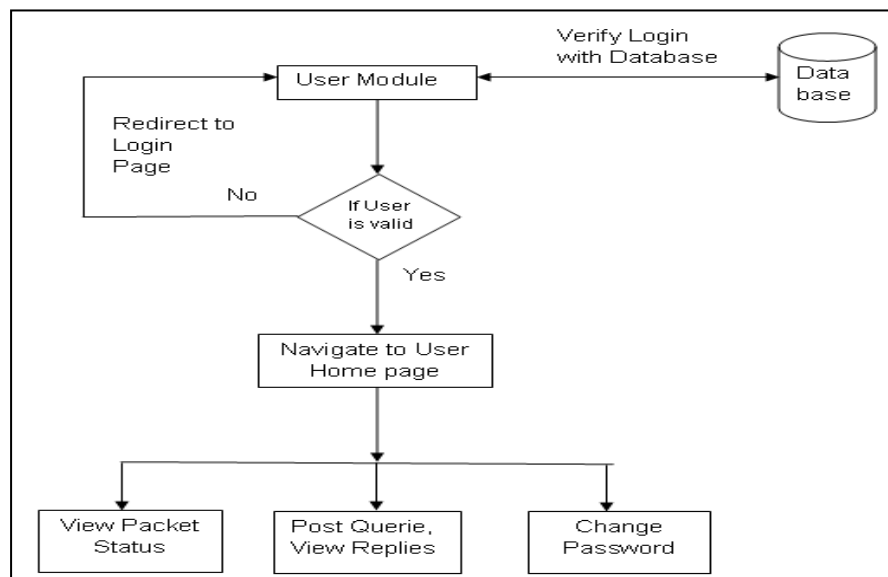 Verify Login
with Database
User Module
Data
base
Redirect to
Login
Page
No
If User
is valid
Yes
Navigate to User
Home page
View Packet
Status
Post Querie,
View Replies
Change
Password